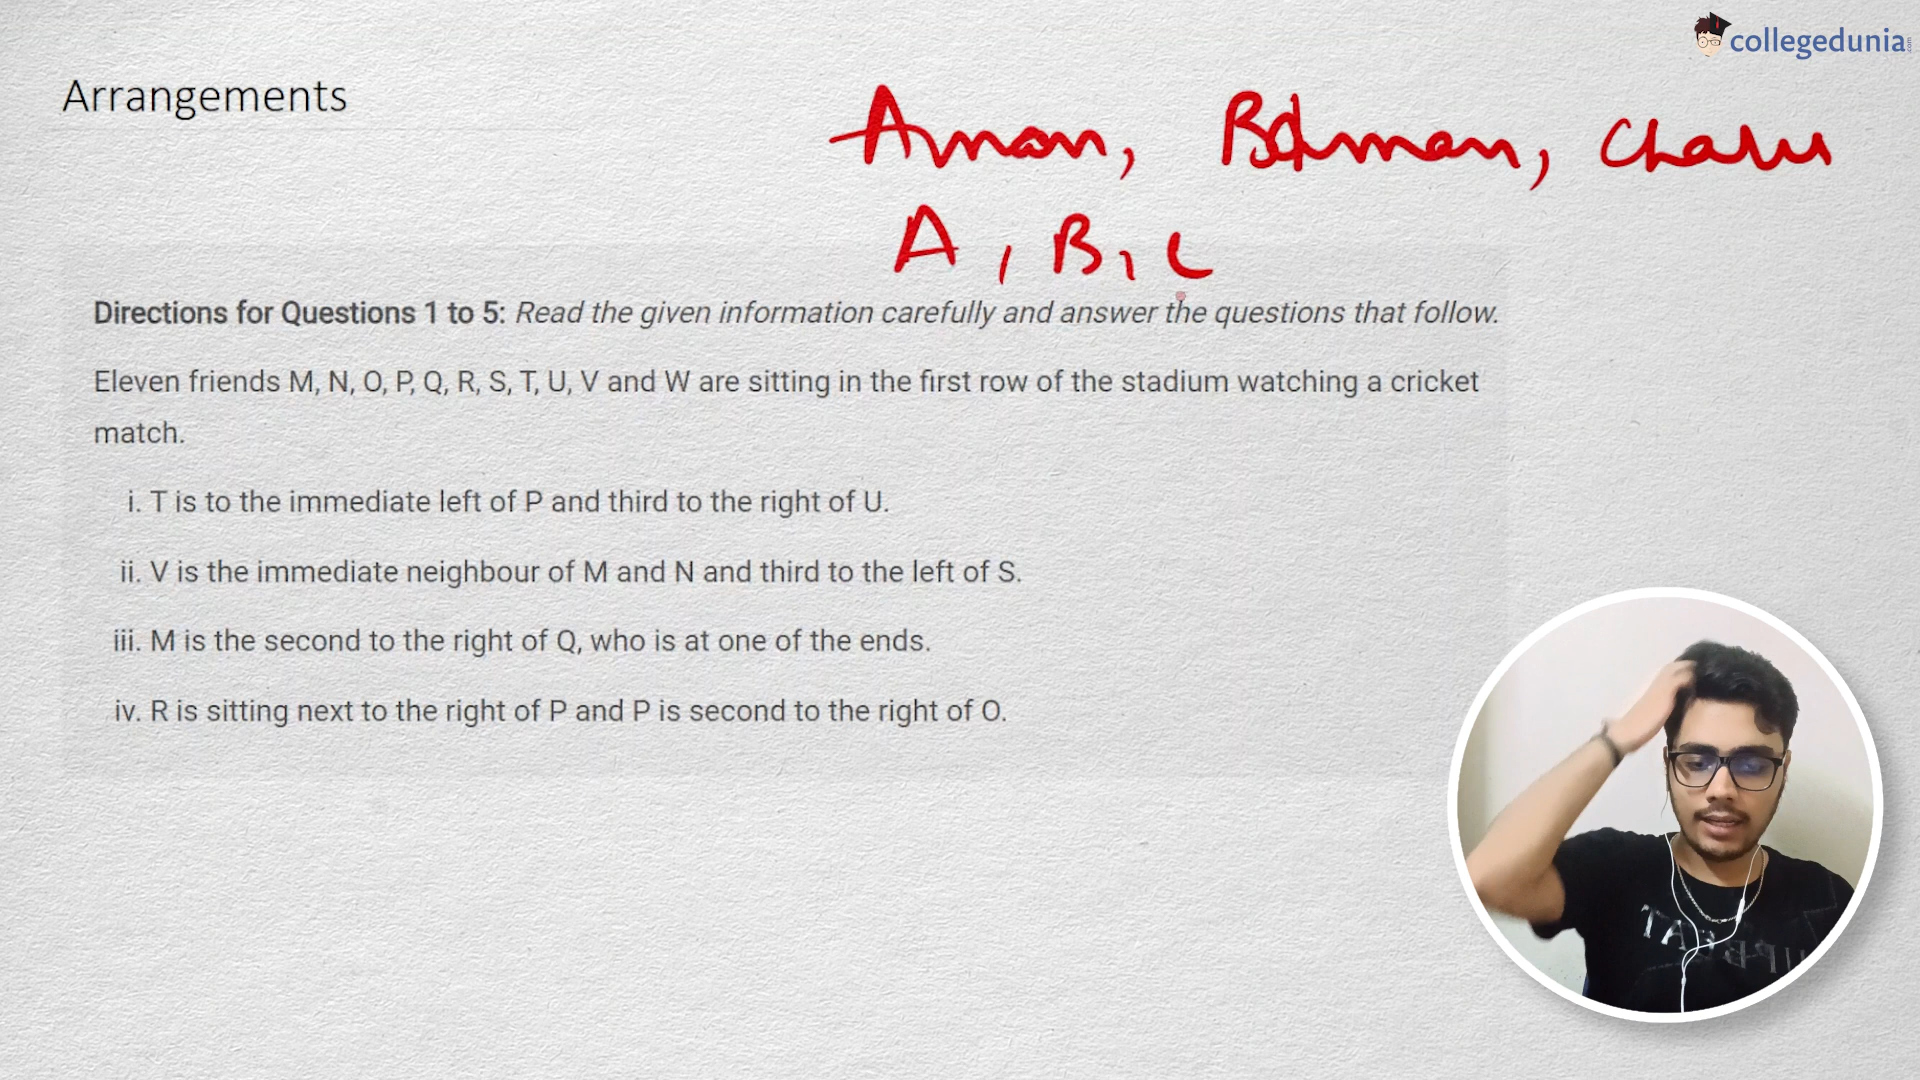 collegedunia
.com
Arrangements
Aman, Bdman, Charu
A, B, C
Directions for Questions 1 to 5: Read the given information carefully and answer the questions that follow.
Eleven friends M, N, O, P, Q, R, S, T, U, V and W are sitting in the first row of the stadium watching a cricket
match.
i. T is to the immediate left of P and third to the right of U.
ii. V is the immediate neighbour of M and N and third to the left of S.
iii. M is the second to the right of Q, who is at one of the ends.
iv. R is sitting next to the right of P and P is second to the right of O.